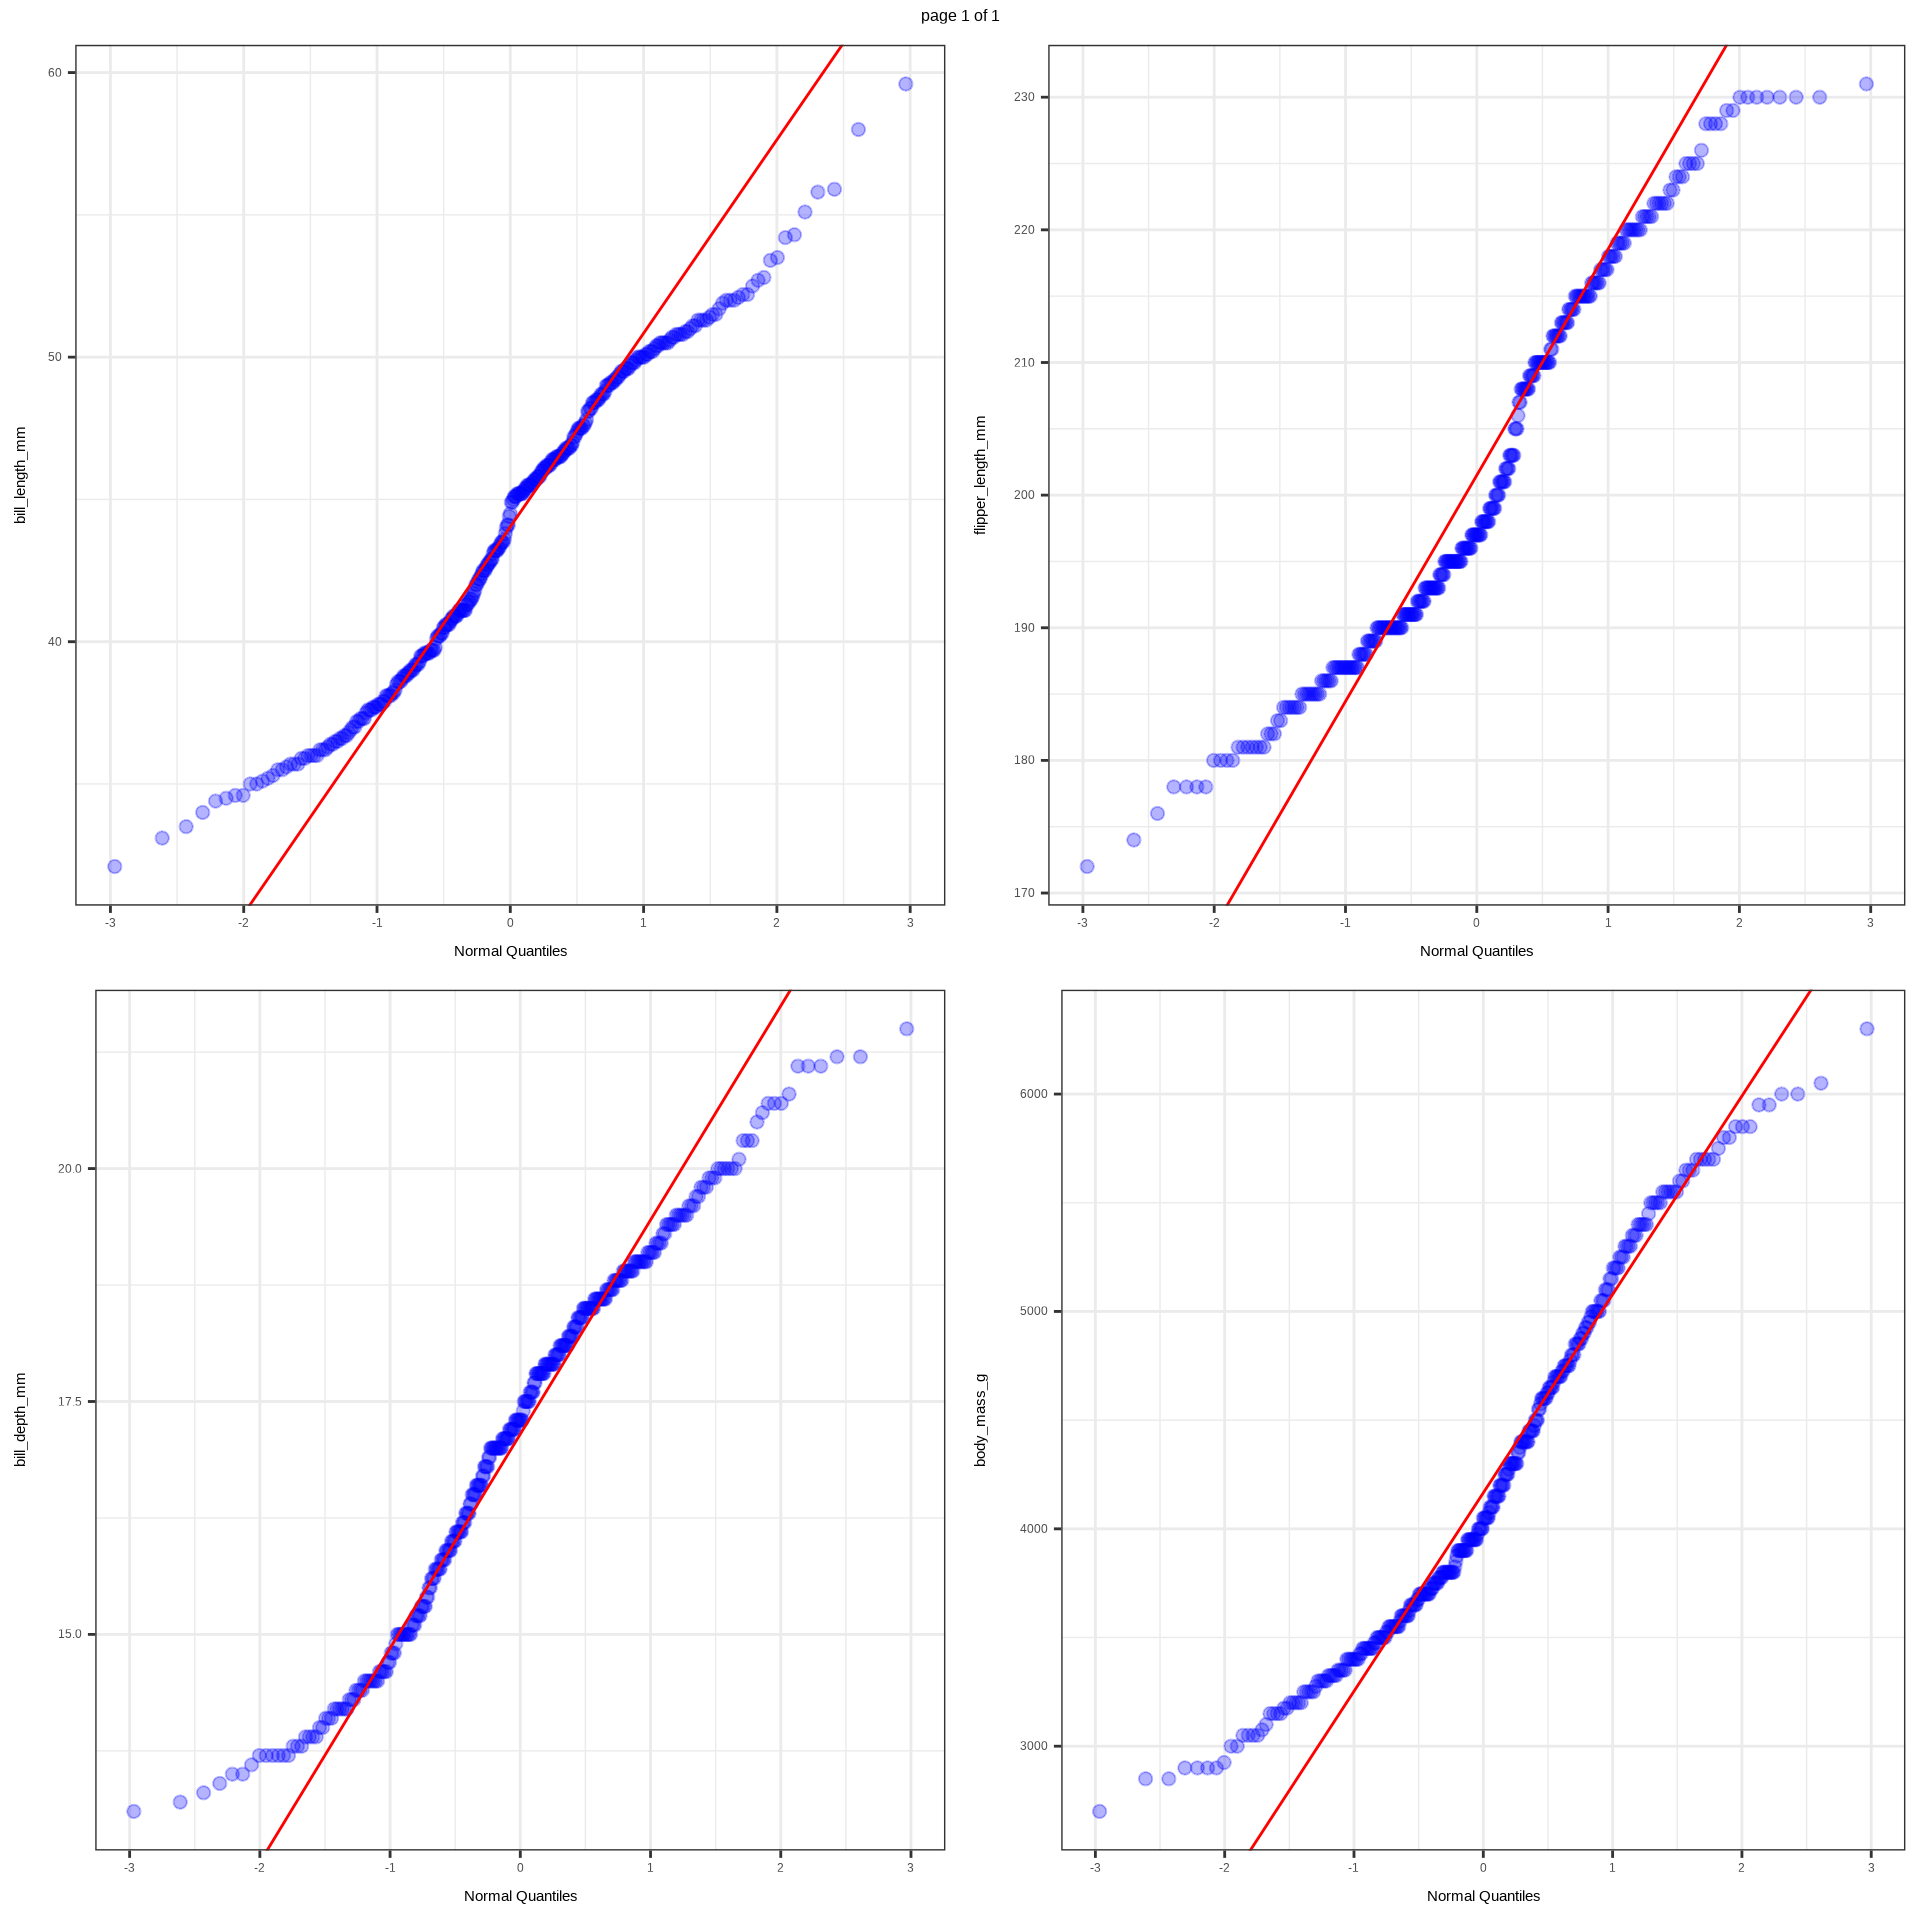 page 1 of 1
60
50
40
bill_length_mm
-3 -2 -1 0 1 2 3
Normal Quantiles
230
220
210
200
190
180
170
flipper_length_mm
-3 -2 -1 0 1 2 3
Normal Quantiles
20.0
17.5
15.0
bill_depth_mm
-3 -2 -1 0 1 2 3
Normal Quantiles
6000
5000
4000
3000
body_mass_g
-3 -2 -1 0 1 2 3
Normal Quantiles